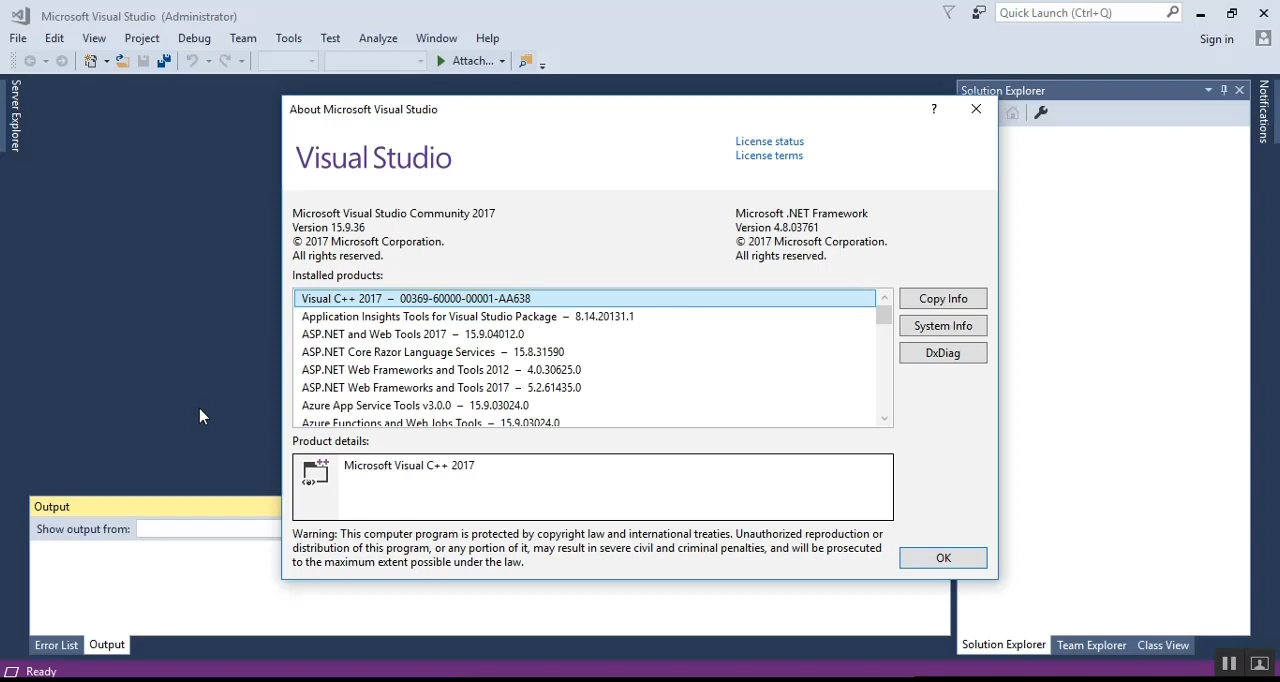 Microsoft Visual Studio (Administrator)
Quick Launch (Ctrl+Q)
File Edit View Project Debug Team Tools Test Analyze Window Help
Sign in
Attach...
Server Explorer
Solution Explorer
Notifications
About Microsoft Visual Studio
?
Visual Studio
License status
License terms
Microsoft Visual Studio Community 2017
Version 15.9.36
© 2017 Microsoft Corporation.
All rights reserved.
Microsoft .NET Framework
Version 4.8.03761
© 2017 Microsoft Corporation.
All rights reserved.
Installed products:
Visual C++ 2017 – 00369-60000-00001-AA638
Application Insights Tools for Visual Studio Package – 8.14.20131.1
ASP.NET and Web Tools 2017 – 15.9.04012.0
ASP.NET Core Razor Language Services – 15.8.31590
ASP.NET Web Frameworks and Tools 2012 – 4.0.30625.0
ASP.NET Web Frameworks and Tools 2017 – 5.2.61435.0
Azure App Service Tools v3.0.0 – 15.9.03024.0
Azure Functions and Web Jobs Tools – 15.9.03024.0
Copy Info
System Info
DxDiag
Product details:
Microsoft Visual C++ 2017
Warning: This computer program is protected by copyright law and international treaties. Unauthorized reproduction or
distribution of this program, or any portion of it, may result in severe civil and criminal penalties, and will be prosecuted
to the maximum extent possible under the law.
OK
Output
Show output from:
Error List Output
Solution Explorer Team Explorer Class View
Ready